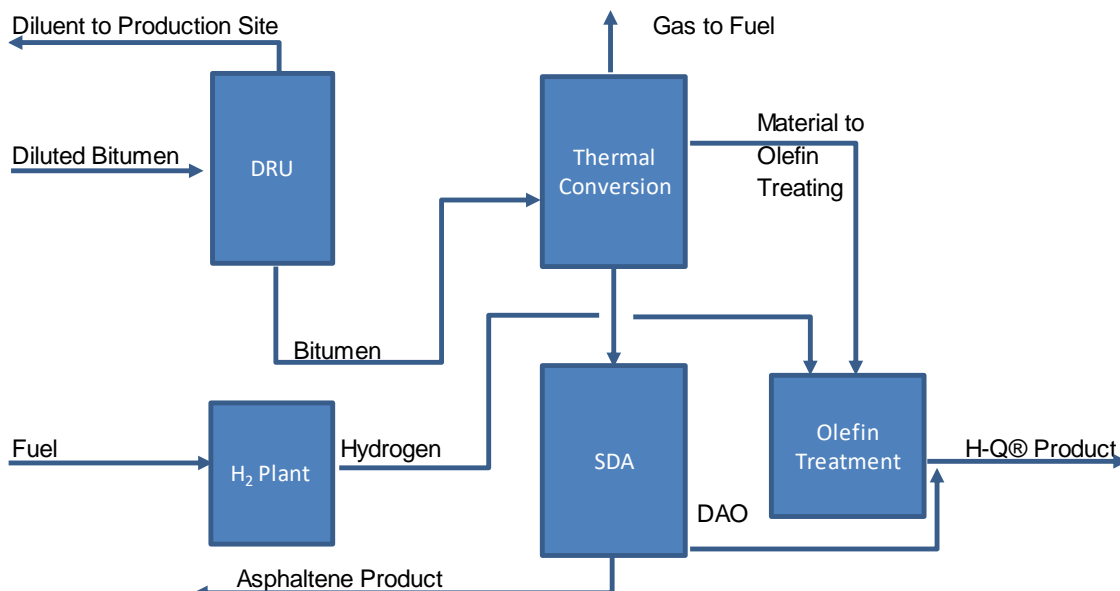 Diluent to Production Site
Gas to Fuel
Material to
Olefin
Treating
Diluted Bitumen
DRU
Thermal
Conversion
Bitumen
Fuel
H₂ Plant
Hydrogen
SDA
Olefin
Treatment
H-Q® Product
DAO
Asphaltene Product